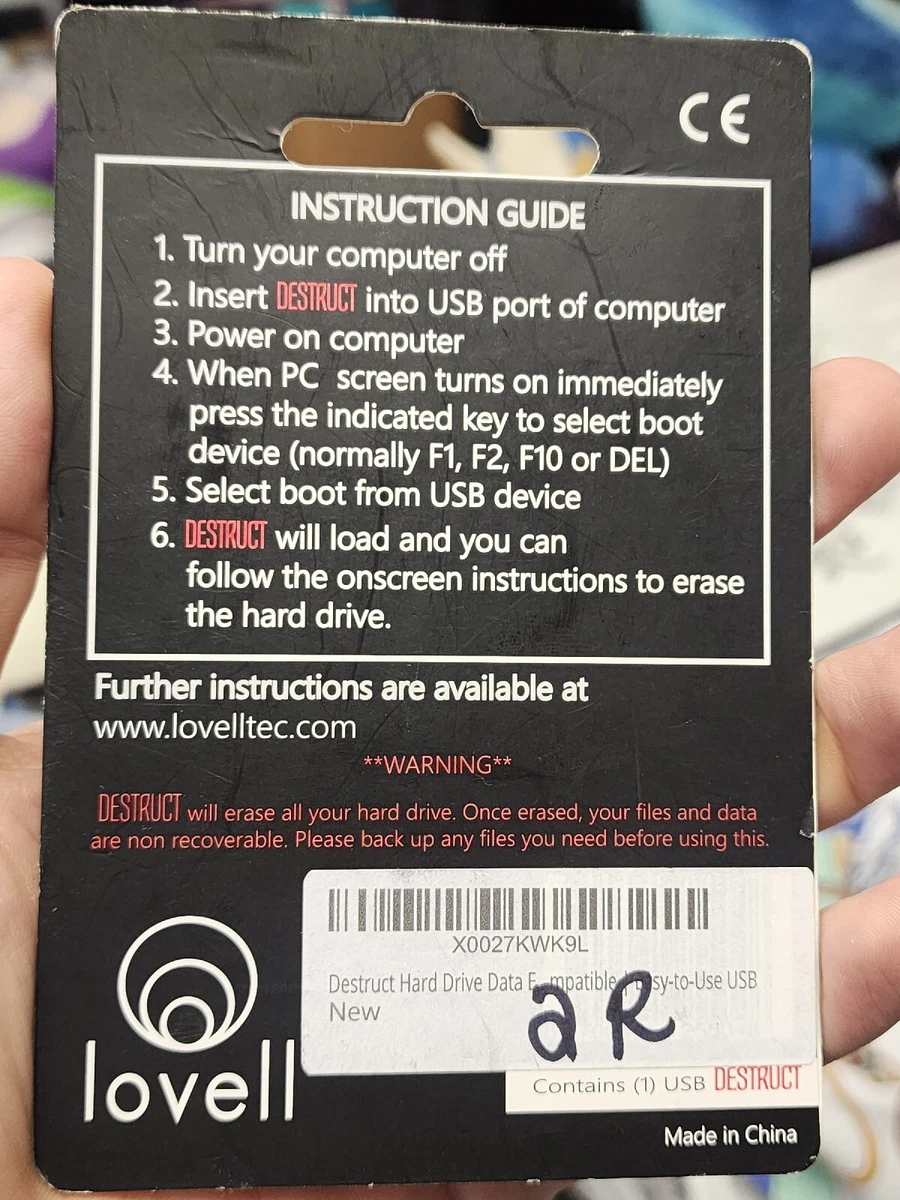 CE
INSTRUCTION GUIDE
1. Turn your computer off
2. Insert DESTRUCT into USB port of computer
3. Power on computer
4. When PC screen turns on immediately
press the indicated key to select boot
device (normally F1, F2, F10 or DEL)
5. Select boot from USB device
6. DESTRUCT will load and you can
follow the onscreen instructions to erase
the hard drive.
Further instructions are available at
www.lovelltec.com
**WARNING**
DESTRUCT will erase all your hard drive. Once erased, your files and data
are non recoverable. Please back up any files you need before using this.
X0027KWK9L
Destruct Hard Drive Data sy-to-Use USB
New
a R
lovell
Contains (1) USB DESTRUCT
Made in China